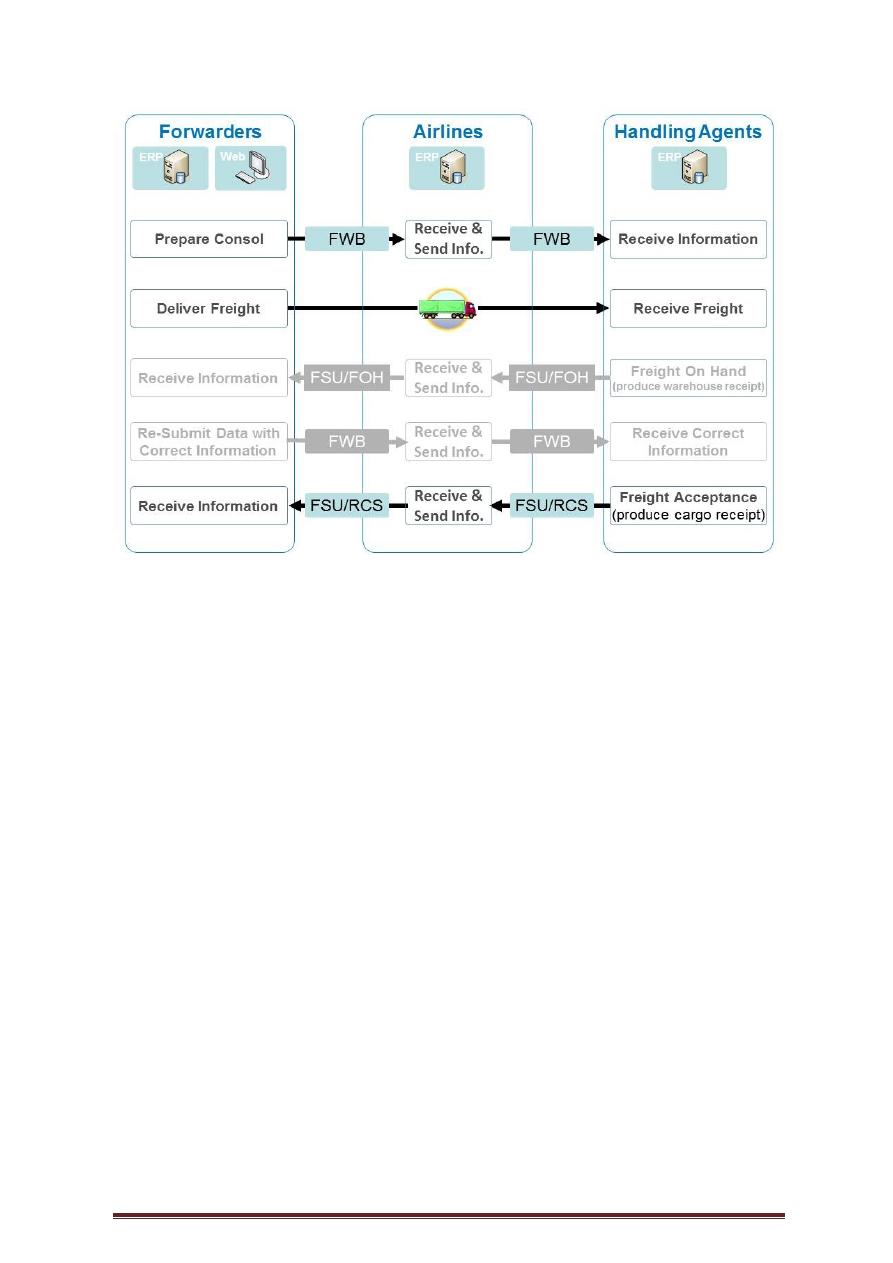 Forwarders
Airlines
Handling Agents
ERP
Web
ERP
ERP
Prepare Consol
FWB
Receive &
Send Info.
FWB
Receive Information
Deliver Freight
Receive Freight
Receive Information
FSU/FOH
Receive &
Send Info.
FSU/FOH
Freight On Hand
(produce warehouse receipt)
Re-Submit Data with
Correct Information
FWB
Receive &
Send Info.
FWB
Receive Correct
Information
Receive Information
FSU/RCS
Receive &
Send Info.
FSU/RCS
Freight Acceptance
(produce cargo receipt)